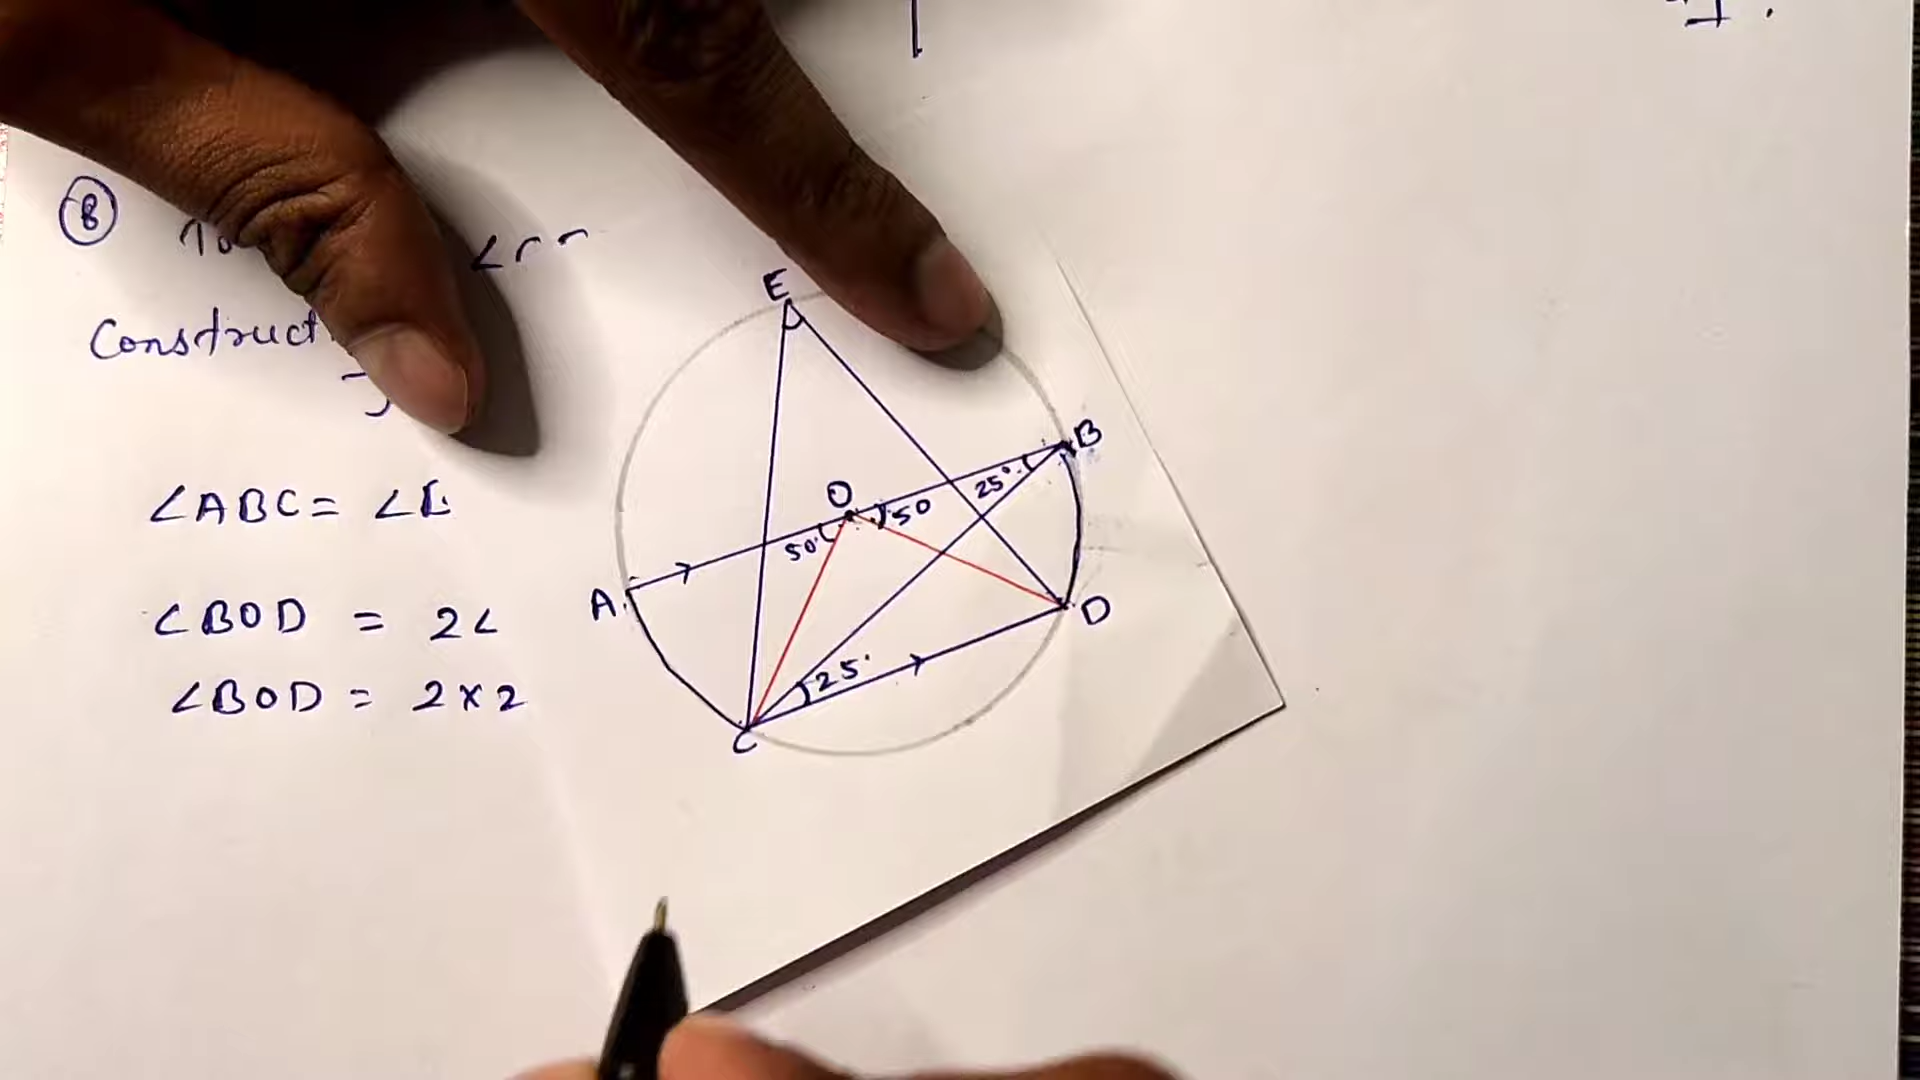 8
Construct
∠ABC =
∠BOD = 2∠
∠BOD = 2×2
E
B
25°
O
50
50°
A
D
25°
C